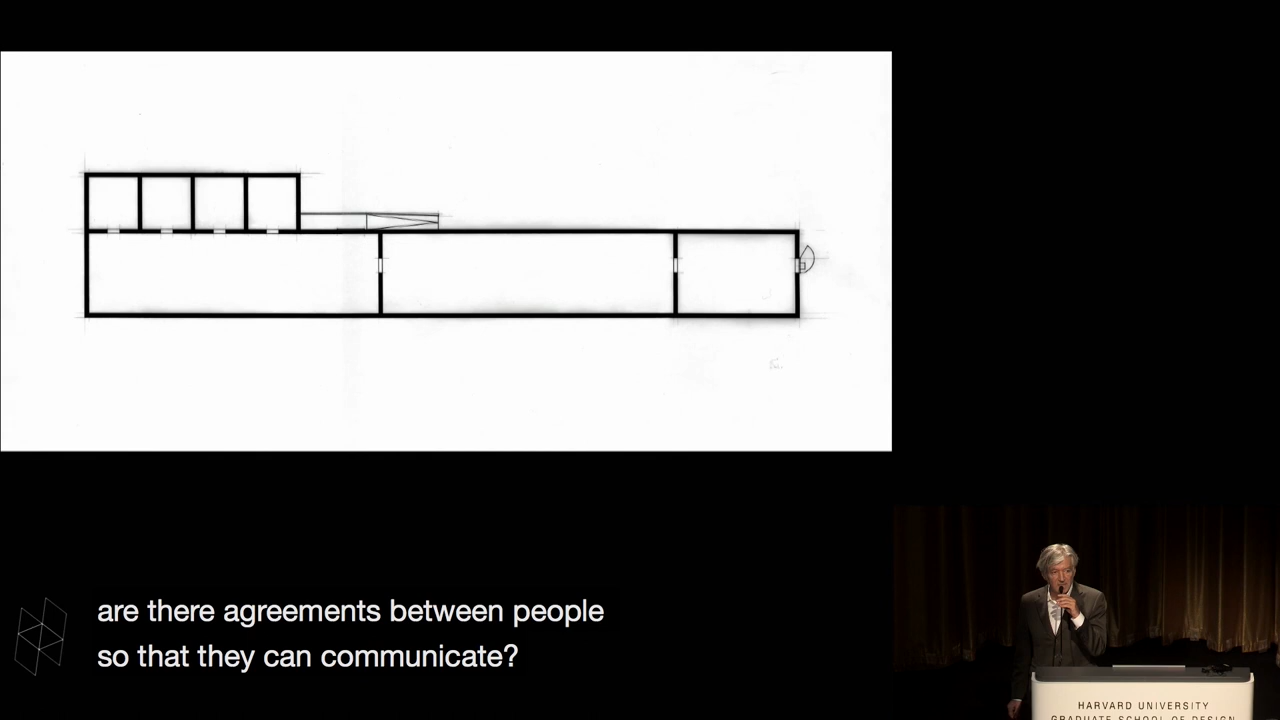 are there agreements between people
so that they can communicate?
HARVARD UNIVERSITY
GRADUATE SCHOOL OF DESIGN